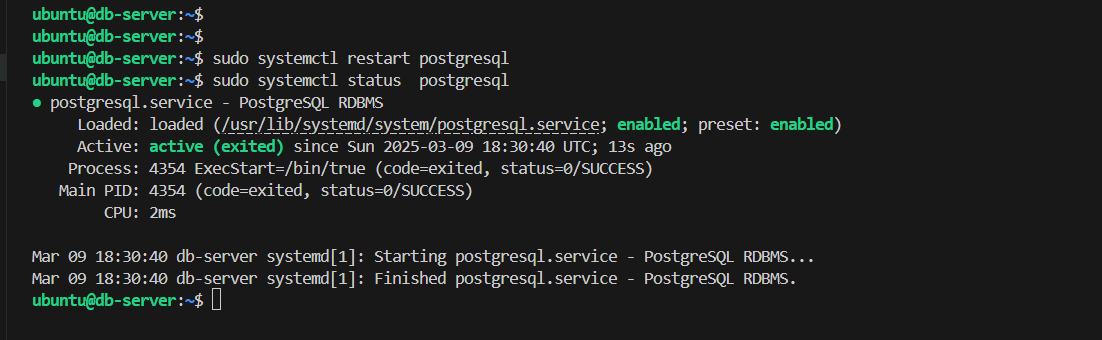 ubuntu@db-server:~$
ubuntu@db-server:~$
ubuntu@db-server:~$ sudo systemctl restart postgresql
ubuntu@db-server:~$ sudo systemctl status  postgresql
● postgresql.service - PostgreSQL RDBMS
     Loaded: loaded (/usr/lib/systemd/system/postgresql.service; enabled; preset: enabled)
     Active: active (exited) since Sun 2025-03-09 18:30:40 UTC; 13s ago
    Process: 4354 ExecStart=/bin/true (code=exited, status=0/SUCCESS)
   Main PID: 4354 (code=exited, status=0/SUCCESS)
        CPU: 2ms

Mar 09 18:30:40 db-server systemd[1]: Starting postgresql.service - PostgreSQL RDBMS...
Mar 09 18:30:40 db-server systemd[1]: Finished postgresql.service - PostgreSQL RDBMS.
ubuntu@db-server:~$